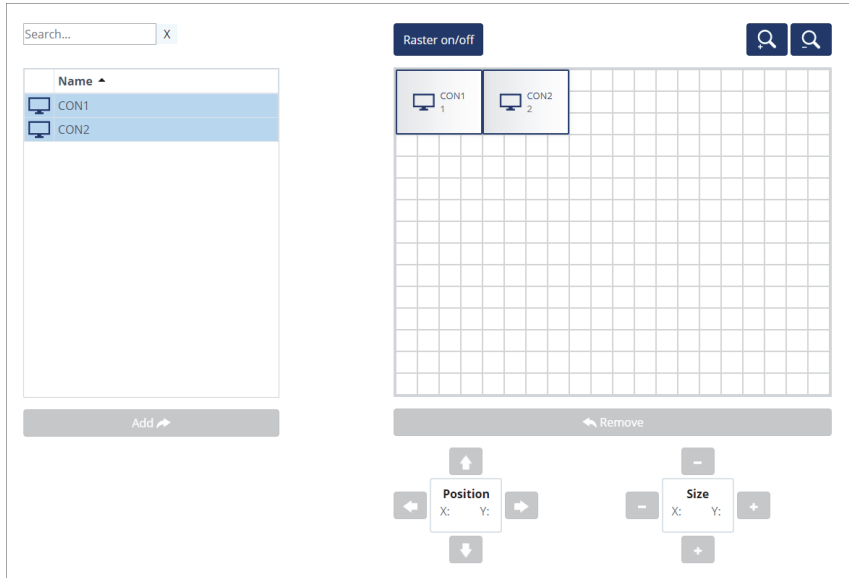 Search...
X
Raster on/off
Name
CON1
CON2
CON1
1
CON2
2
Add
Remove
Position
X: Y:
Size
X: Y: